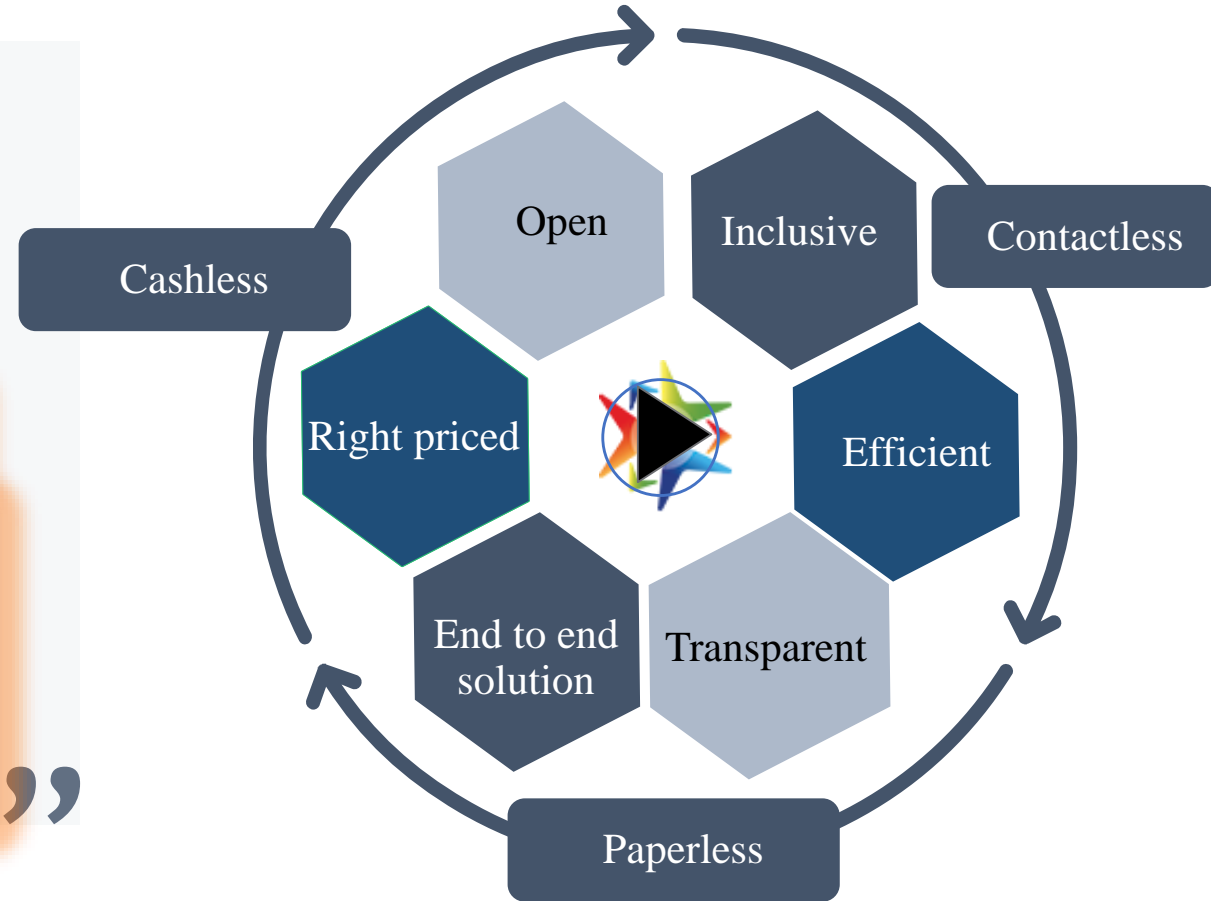 Open
Inclusive
Contactless
Cashless
Right priced
Efficient
End to end
solution
Transparent
Paperless
”